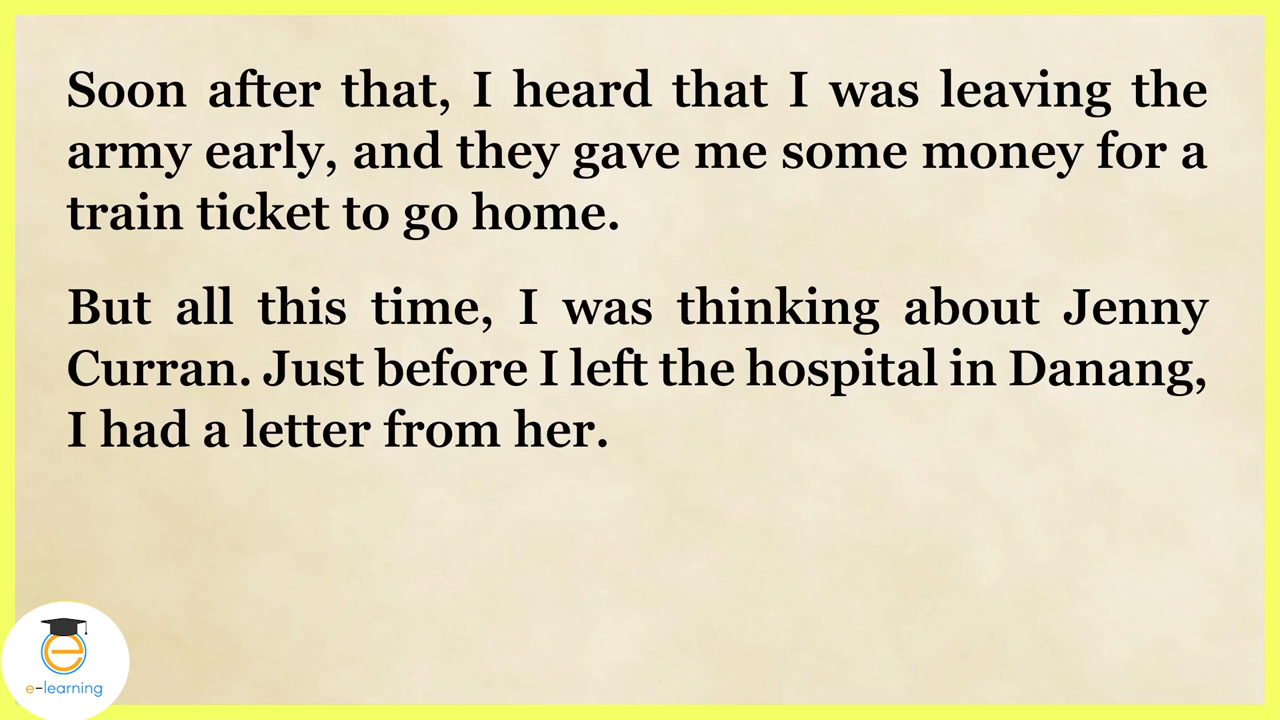 Soon after that, I heard that I was leaving the
army early, and they gave me some money for a
train ticket to go home.
But all this time, I was thinking about Jenny
Curran. Just before I left the hospital in Danang,
I had a letter from her.
e-learning